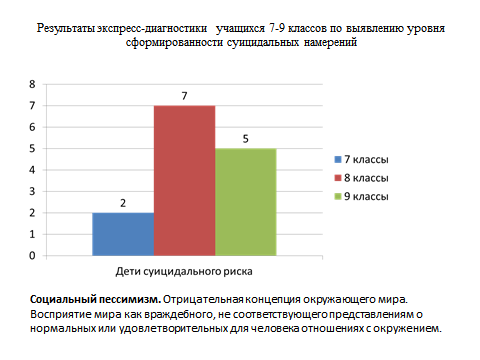 Результаты экспресс-диагностики учащихся 7-9 классов по выявлению уровня
сформированности суицидальных намерений
8
7
6
5
4
3
2
1
0
2
7
5
Дети суицидального риска
7 классы
8 классы
9 классы
Социальный пессимизм. Отрицательная концепция окружающего мира.
Восприятие мира как враждебного, не соответствующего представлениям о
нормальных или удовлетворительных для человека отношениях с окружением.